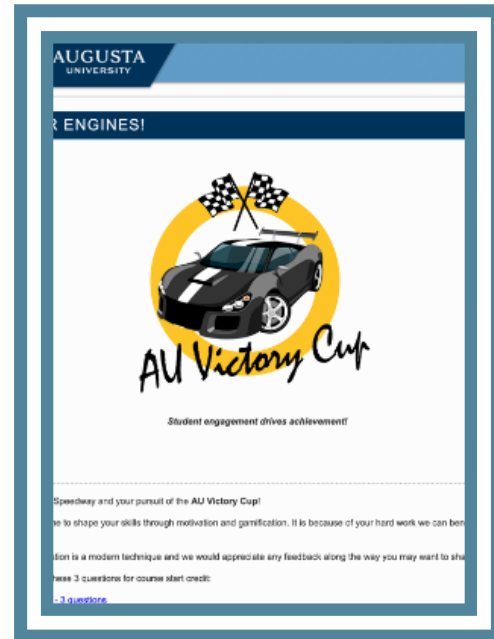 AUGUSTA
UNIVERSITY
R ENGINES!
AU Victory Cup
Student engagement drives achievement!
Speedway and your pursuit of the AU Victory Cup!
e to shape your skills through motivation and gamification. It is because of your hard work we can ben
tion is a modern technique and we would appreciate any feedback along the way you may want to sha
hese 3 questions for course start credit:
- 3 questions